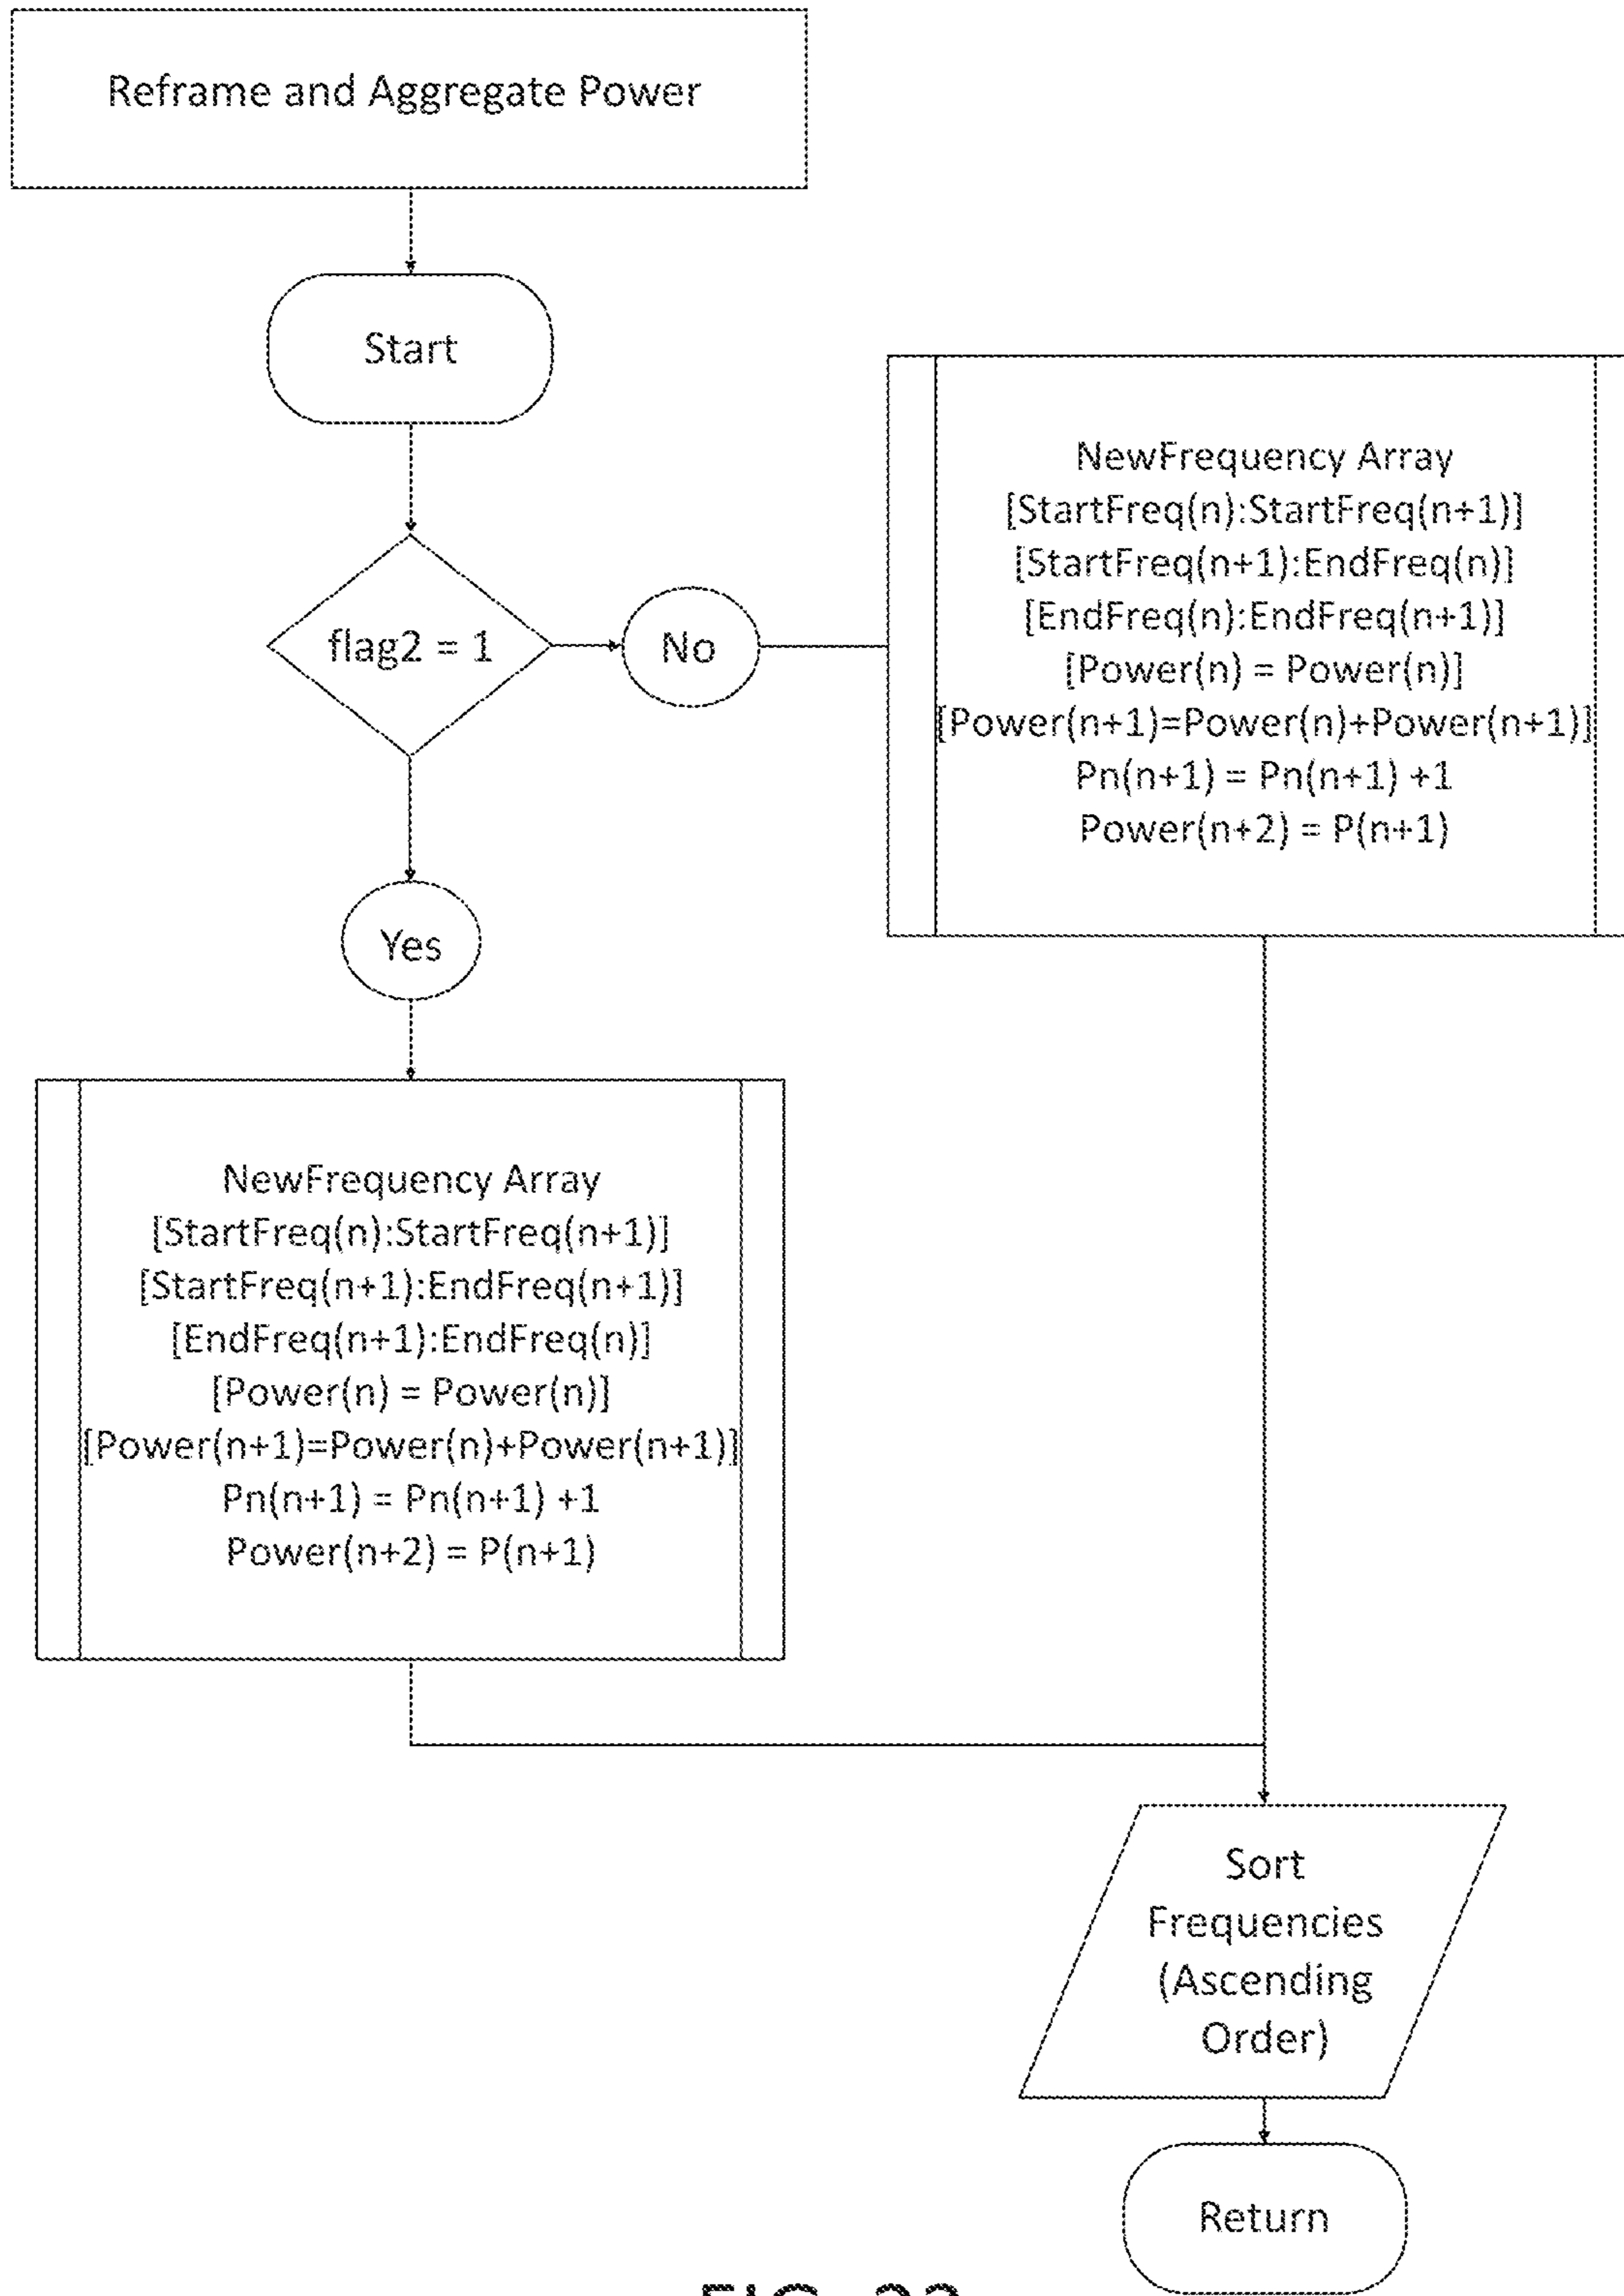 Reframe and Aggregate Power
Start
flag2 = 1
No
NewFrequency Array
[StartFreq(n):StartFreq(n+1)]
[StartFreq(n+1):EndFreq(n)]
[EndFreq(n):EndFreq(n+1)]
[Power(n) = Power(n)]
[Power(n+1)=Power(n)+Power(n+1)]
Pn(n+1) = Pn(n+1) +1
Power(n+2) = P(n+1)
Yes
NewFrequency Array
[StartFreq(n):StartFreq(n+1)]
[StartFreq(n+1):EndFreq(n+1)]
[EndFreq(n+1):EndFreq(n)]
[Power(n) = Power(n)]
[Power(n+1)=Power(n)+Power(n+1)]
Pn(n+1) = Pn(n+1) +1
Power(n+2) = P(n+1)
Sort
Frequencies
(Ascending
Order)
Return